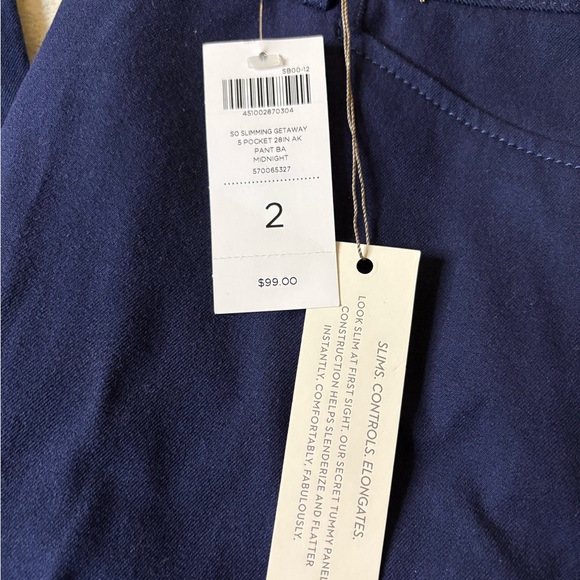 5800-12
451002870304
SO SLIMMING GETAWAY
5 POCKET 28IN AK
PANT BA
MIDNIGHT
570065327
2
$99.00
SLIMS. CONTROLS. ELONGATES.
LOOK SLIM AT FIRST SIGHT. OUR SECRET TUMMY PANEL
CONSTRUCTION HELPS SLENDERIZE AND FLATTER
INSTANTLY, COMFORTABLY, FABULOUSLY.